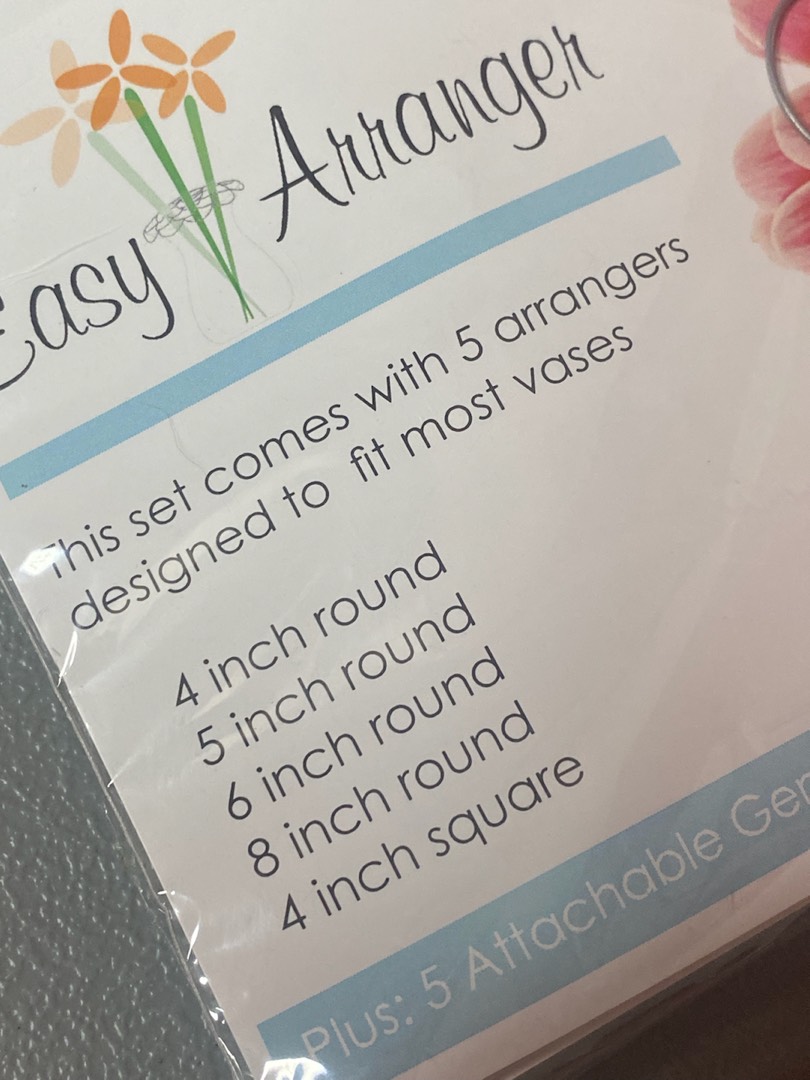 Easy Arranger
This set comes with 5 arrangers
designed to fit most vases
4 inch round
5 inch round
6 inch round
8 inch round
4 inch square
Plus: 5 Attachable